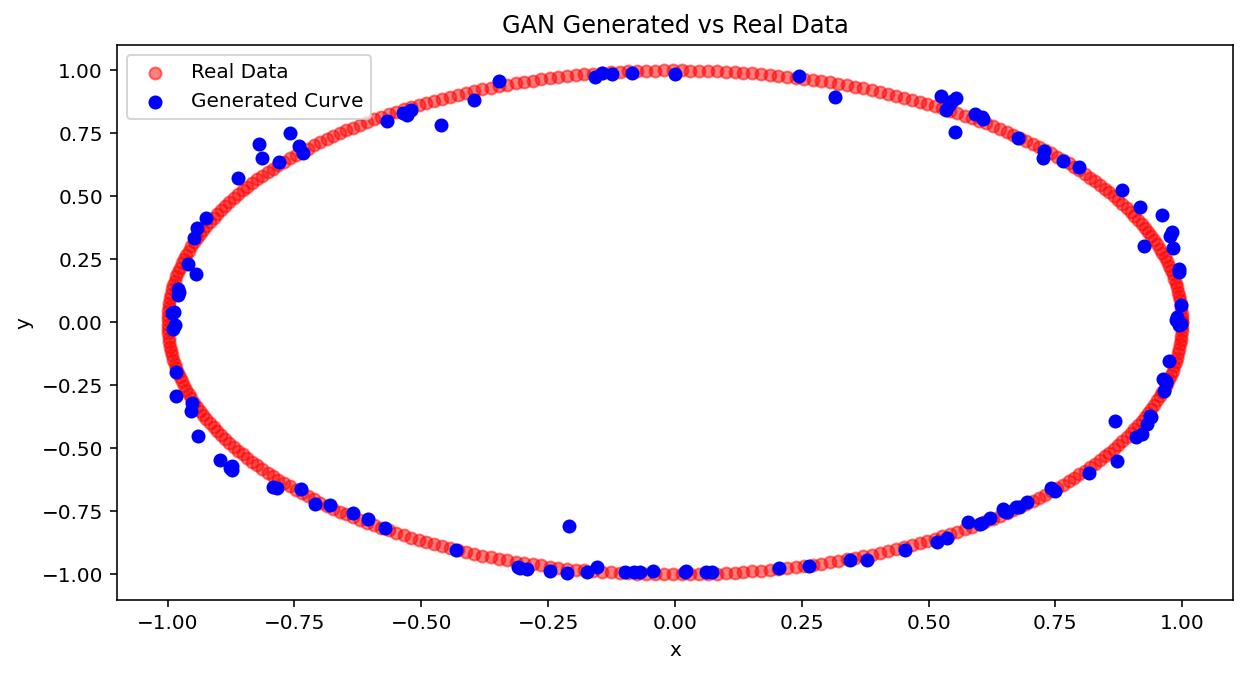 GAN Generated vs Real Data
Real Data
Generated Curve
1.00
0.75
0.50
0.25
0.00
−0.25
−0.50
−0.75
−1.00
y
−1.00 −0.75 −0.50 −0.25 0.00 0.25 0.50 0.75 1.00
x